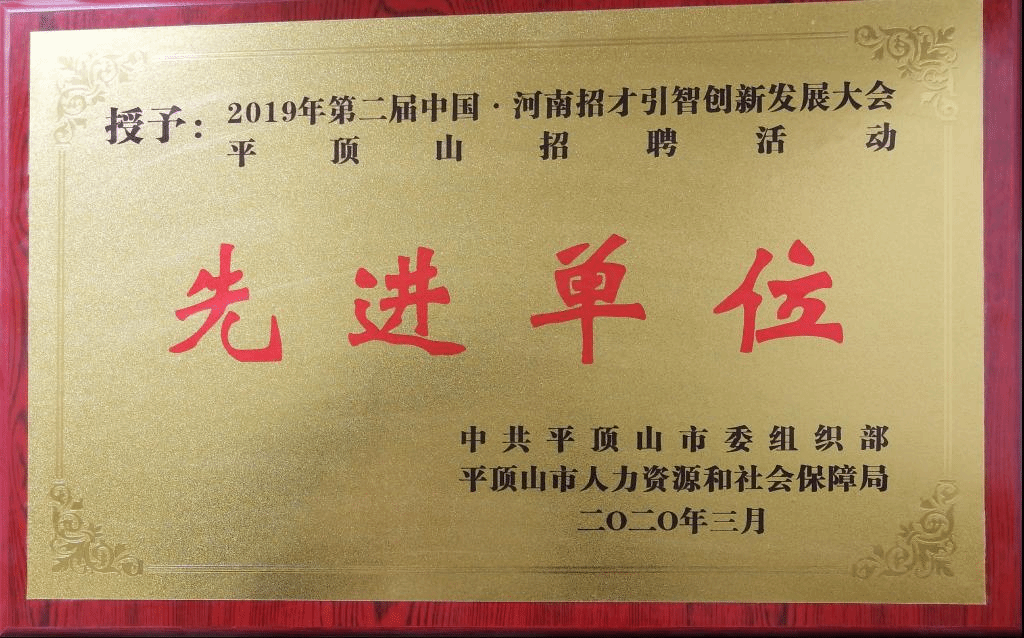 授予：2019年第二届中国·河南招才引智创新发展大会
平顶山招聘活动
先进单位
中共平顶山市委组织部
平顶山市人力资源和社会保障局
二〇二〇年三月